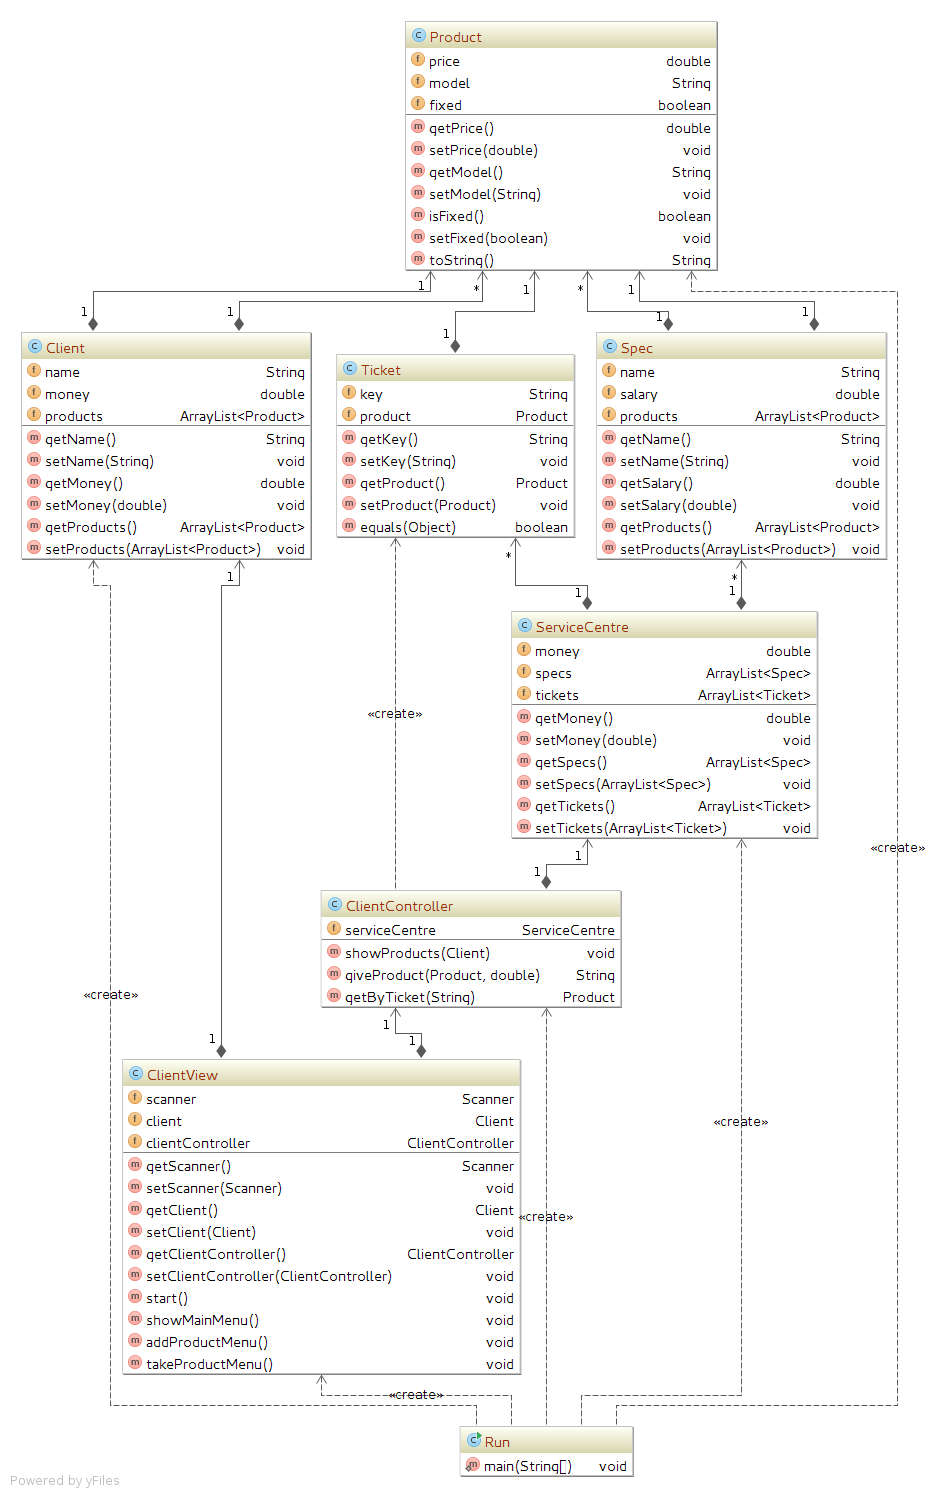 Product
price double
model String
fixed boolean
getPrice() double
setPrice(double) void
getModel() String
setModel(String) void
isFixed() boolean
setFixed(boolean) void
toString() String
1 * 1 * 1
1 1 1 1 1
Client
name String
money double
products ArrayList<Product>
getName() String
setName(String) void
getMoney() double
setMoney(double) void
getProducts() ArrayList<Product>
setProducts(ArrayList<Product>) void
Ticket
key String
product Product
getKey() String
setKey(String) void
getProduct() Product
setProduct(Product) void
equals(Object) boolean
Spec
name String
salary double
products ArrayList<Product>
getName() String
setName(String) void
getSalary() double
setSalary(double) void
getProducts() ArrayList<Product>
setProducts(ArrayList<Product>) void
1 * *
1 1
ServiceCentre
money double
specs ArrayList<Spec>
tickets ArrayList<Ticket>
getMoney() double
setMoney(double) void
getSpecs() ArrayList<Spec>
setSpecs(ArrayList<Spec>) void
getTickets() ArrayList<Ticket>
setTickets(ArrayList<Ticket>) void
«create»
«create»
1
1
ClientController
serviceCentre ServiceCentre
showProducts(Client) void
giveProduct(Product, double) String
getByTicket(String) Product
«create»
1
1 1
ClientView
scanner Scanner
client Client
clientController ClientController
getScanner() Scanner
setScanner(Scanner) void
getClient() Client
setClient(Client) void
getClientController() ClientController
setClientController(ClientController) void
start() void
showMainMenu() void
addProductMenu() void
takeProductMenu() void
«create»
«create»
«create»
Run
main(String[]) void
Powered by yFiles